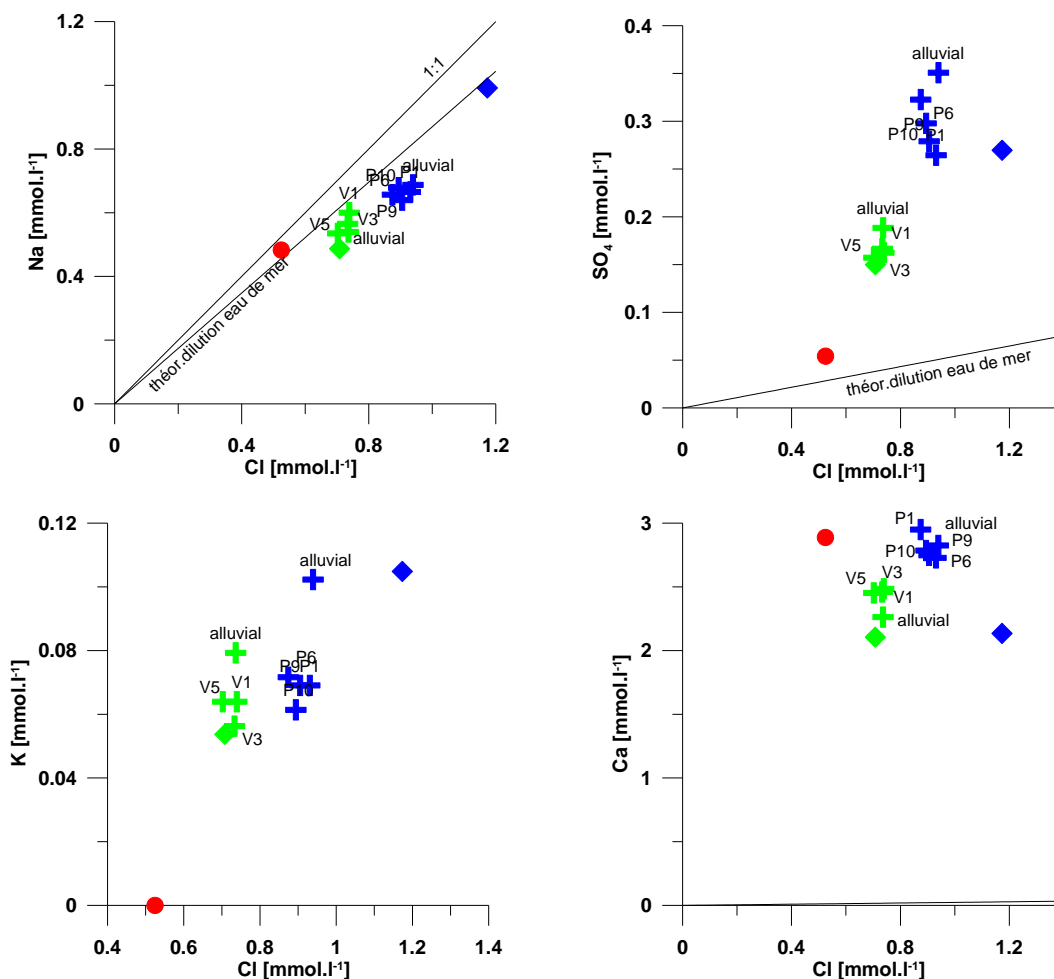 1.2
0.8
0.4
0
Na [mmol.l-1]
1:1
théor.dilution eau de mer
alluvial
P10 P1
P6
V1
P9
V5 V3
alluvial
0 0.4 0.8 1.2
Cl [mmol.l-1]
0.4
0.3
0.2
0.1
0
SO4 [mmol.l-1]
alluvial
P6
P9
P10 P1
alluvial
V1
V5
V3
théor.dilution eau de mer
0 0.4 0.8 1.2
Cl [mmol.l-1]
0.12
0.08
0.04
0
K [mmol.l-1]
alluvial
alluvial
P6
P9 P1
V5 V1
P10
V3
0.4 0.6 0.8 1 1.2 1.4
Cl [mmol.l-1]
3
2
1
0
Ca [mmol.l-1]
P1
alluvial
P9
P10
P6
V3
V5
V1
alluvial
0 0.4 0.8 1.2
Cl [mmol.l-1]